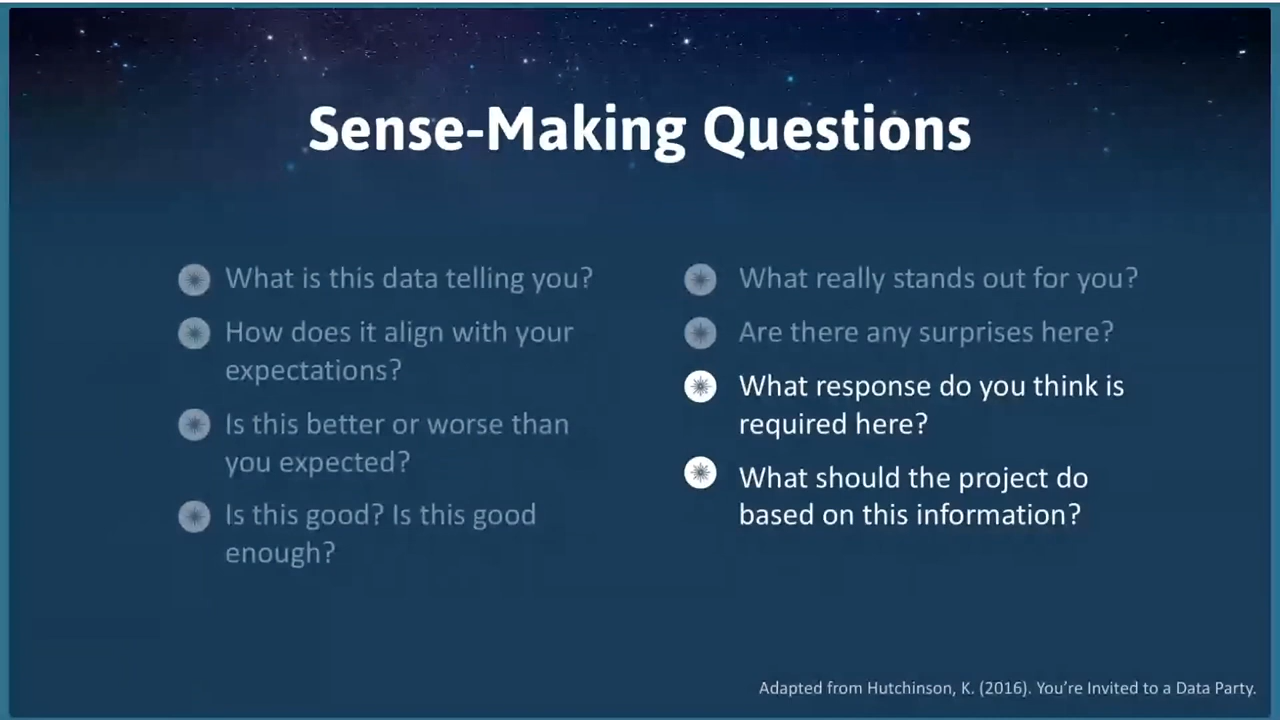 Sense-Making Questions
What is this data telling you?
How does it align with your
expectations?
Is this better or worse than
you expected?
Is this good? Is this good
enough?
What really stands out for you?
Are there any surprises here?
What response do you think is
required here?
What should the project do
based on this information?
Adapted from Hutchinson, K. (2016). You’re Invited to a Data Party.